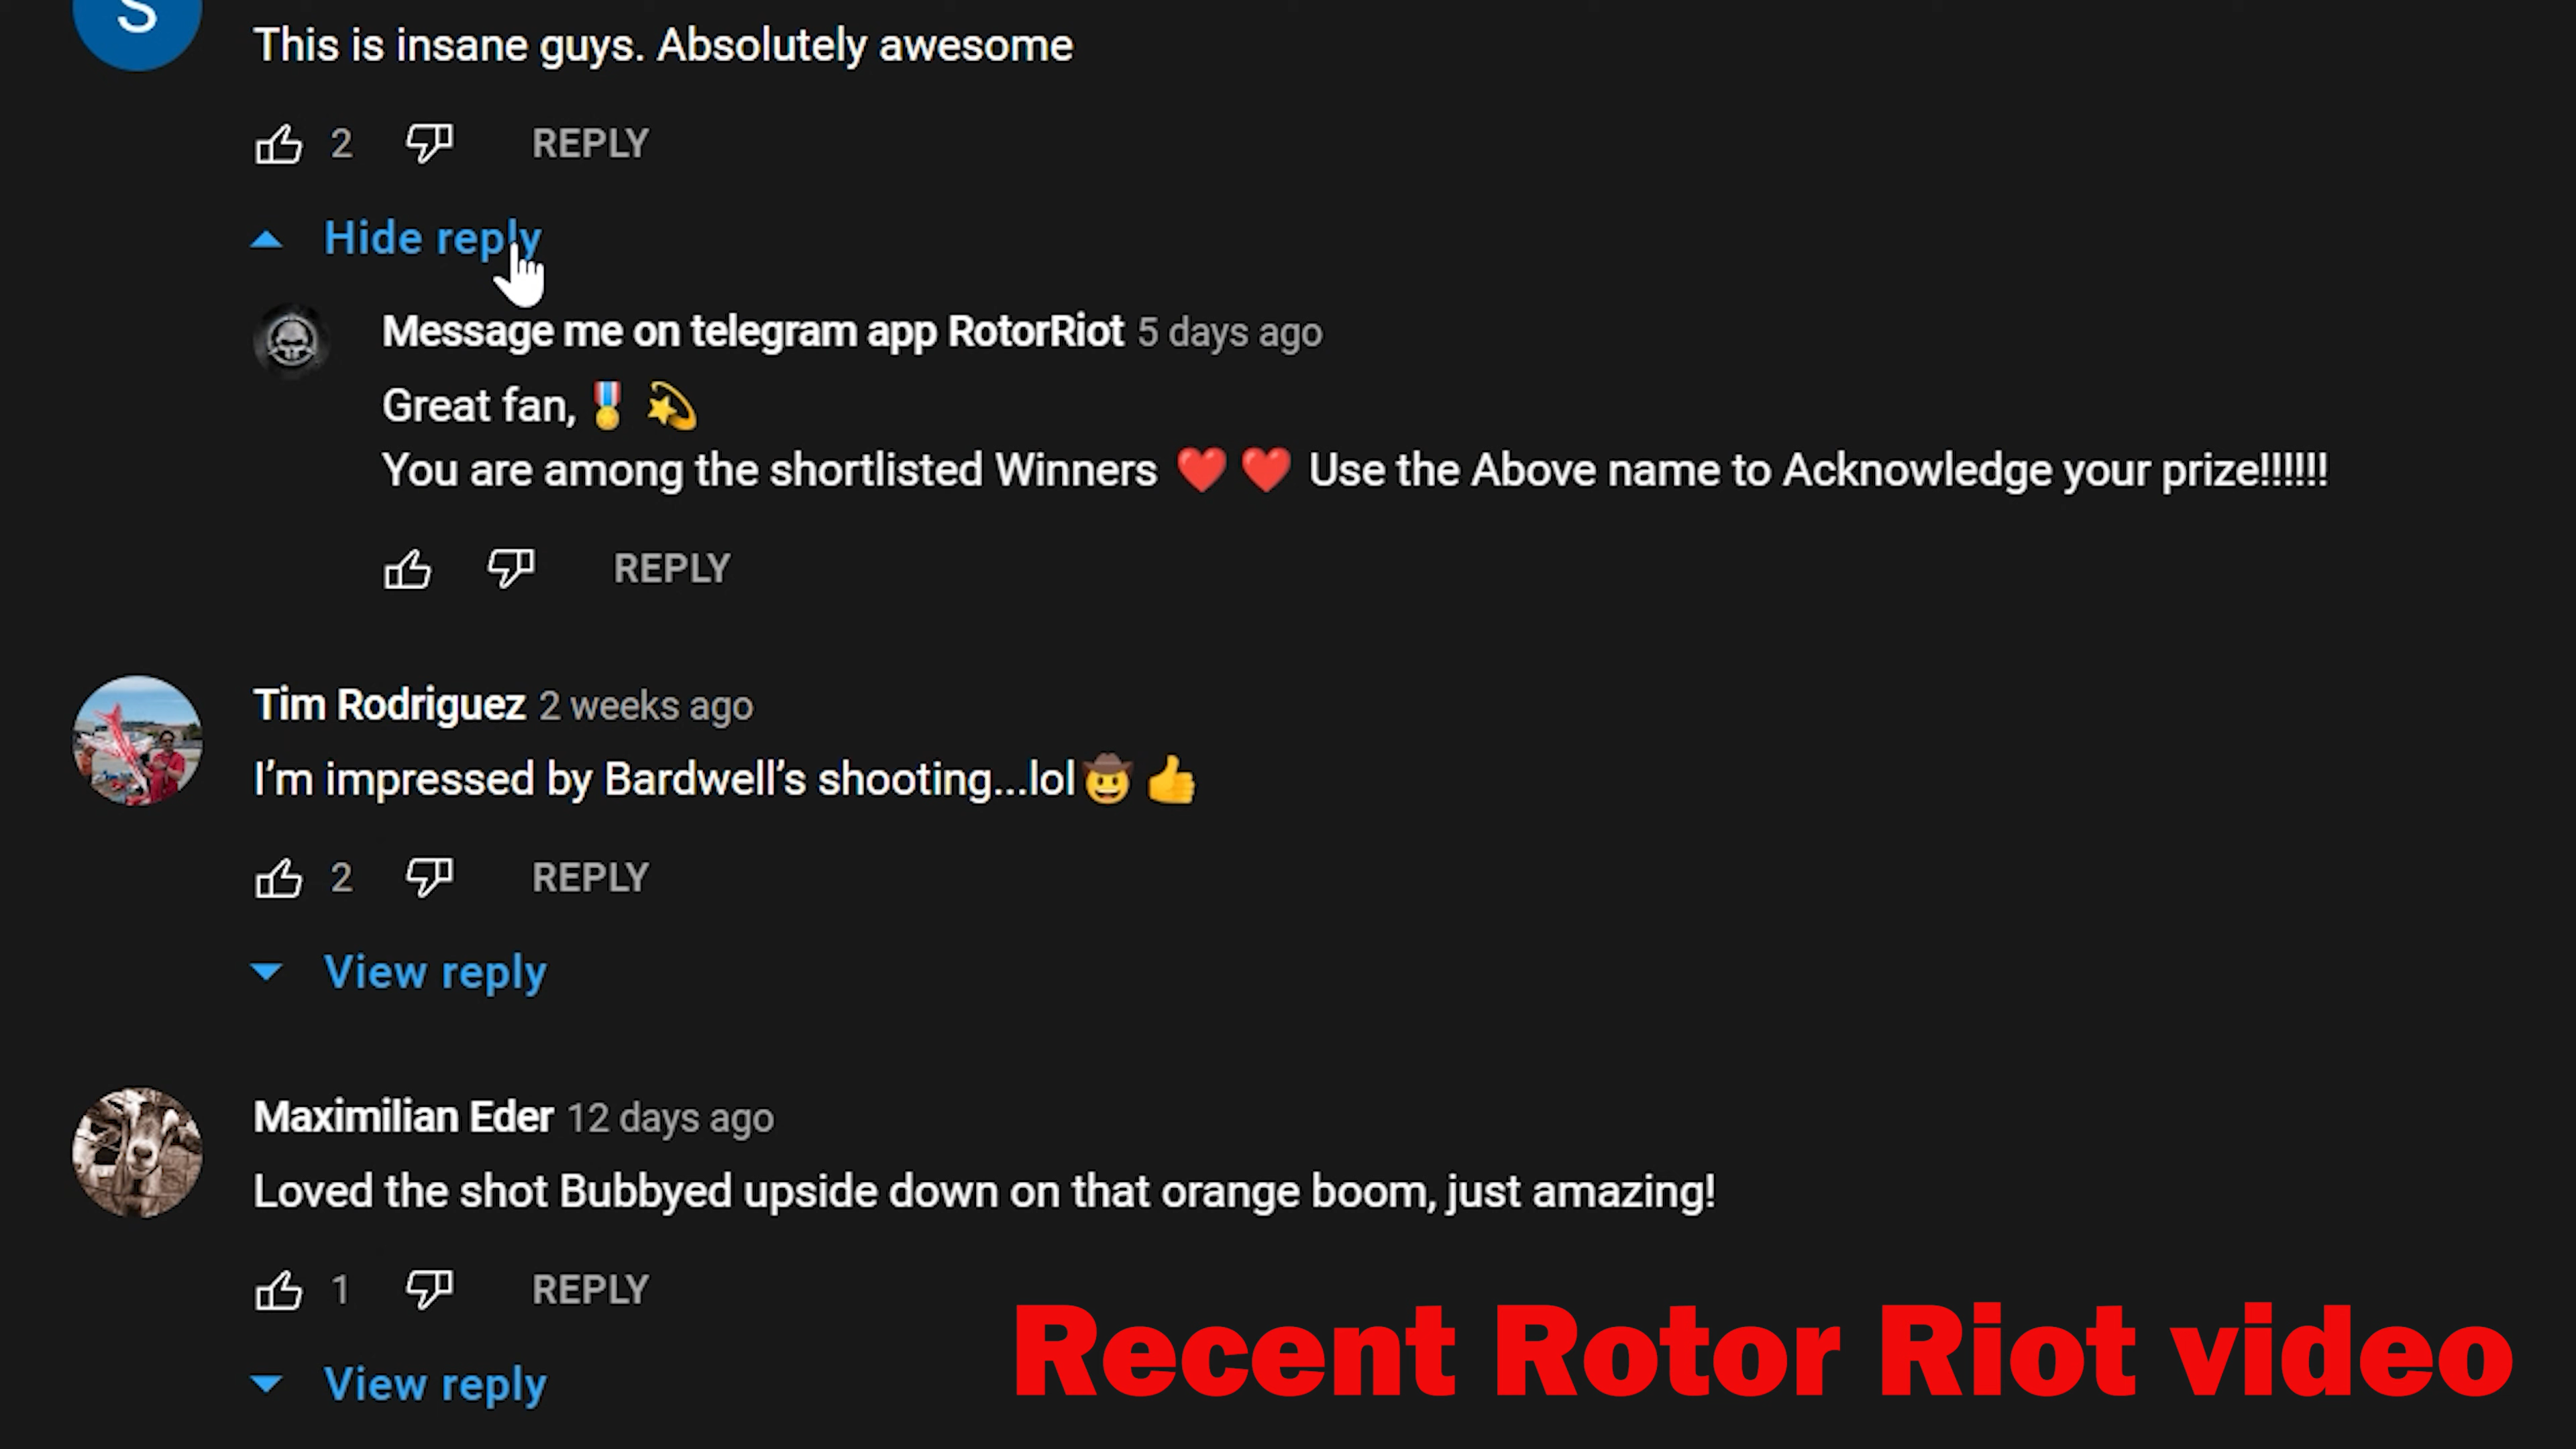 S
This is insane guys. Absolutely awesome
2 REPLY
Hide reply
Message me on telegram app RotorRiot 5 days ago
Great fan,🏅 💫
You are among the shortlisted Winners ❤️ ❤️ Use the Above name to Acknowledge your prize!!!!!!
REPLY
Tim Rodriguez 2 weeks ago
I’m impressed by Bardwell’s shooting...lol🤠 👍
2 REPLY
View reply
Maximilian Eder 12 days ago
Loved the shot Bubbyed upside down on that orange boom, just amazing!
1 REPLY
View reply
Recent Rotor Riot video